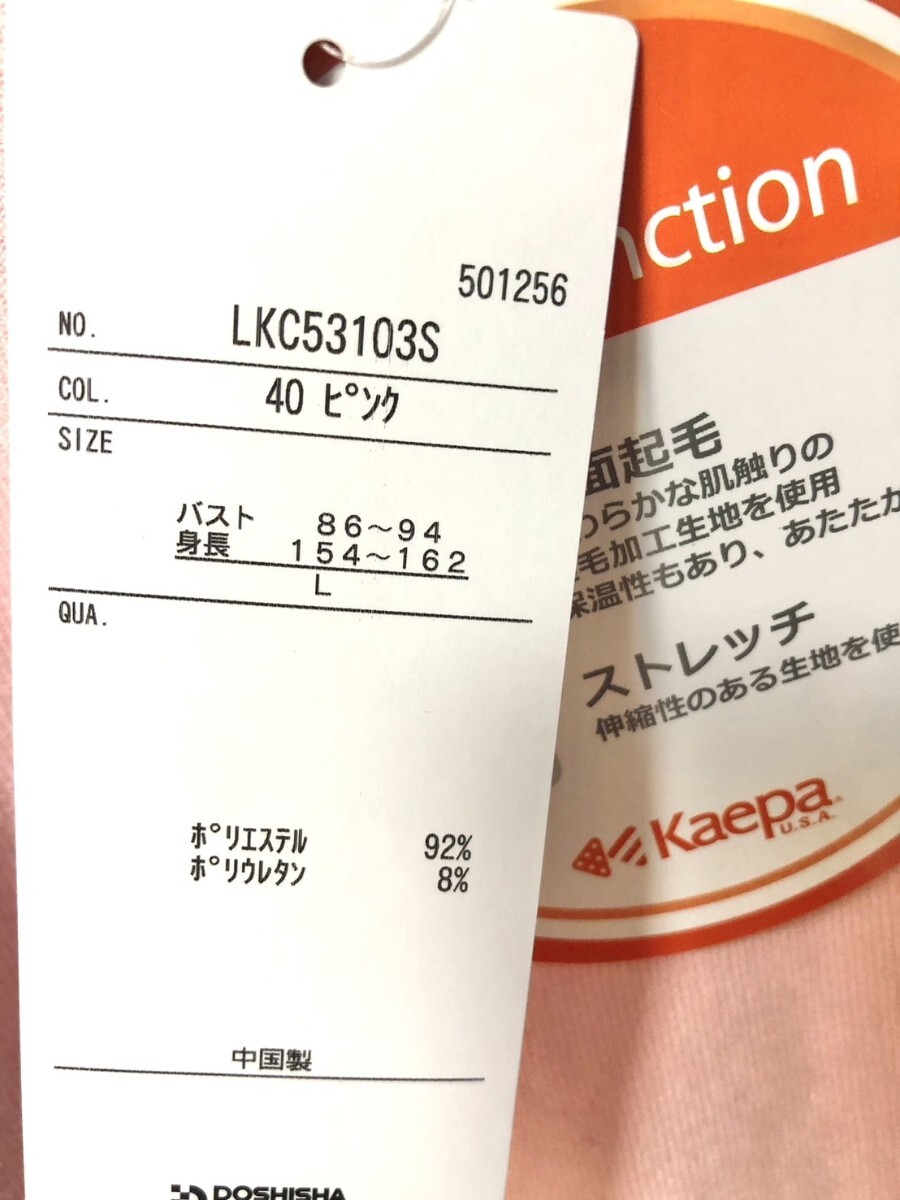 501256
NO. LKC53103S
COL. 40 ﾋﾟﾝｸ
SIZE
バスト 86～94
身長 154～162
L
QUA.
ﾎﾟﾘｴｽﾃﾙ 92%
ﾎﾟﾘｳﾚﾀﾝ 8%
中国製
DOSHISHA
nction
面起毛
わらかな肌触りの
毛加工生地を使用
保温性もあり、あたたか
ストレッチ
伸縮性のある生地を使
Kaepa
U.S.A.